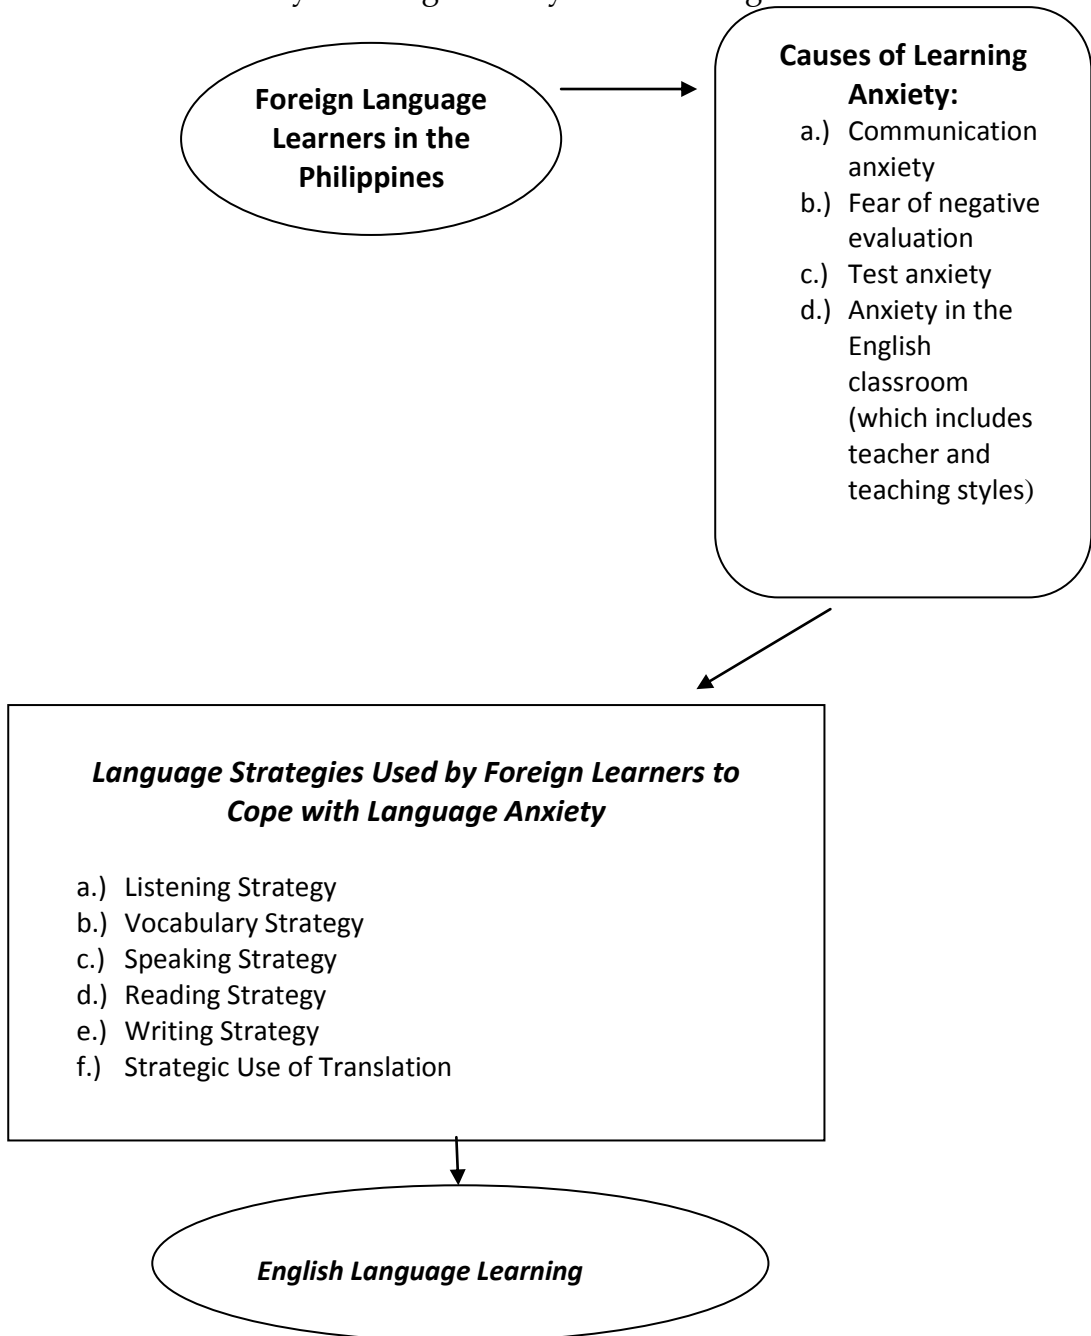 Foreign Language
Learners in the
Philippines
Causes of Learning
Anxiety:
a.) Communication
anxiety
b.) Fear of negative
evaluation
c.) Test anxiety
d.) Anxiety in the
English
classroom
(which includes
teacher and
teaching styles)
Language Strategies Used by Foreign Learners to
Cope with Language Anxiety
a.) Listening Strategy
b.) Vocabulary Strategy
c.) Speaking Strategy
d.) Reading Strategy
e.) Writing Strategy
f.) Strategic Use of Translation
English Language Learning